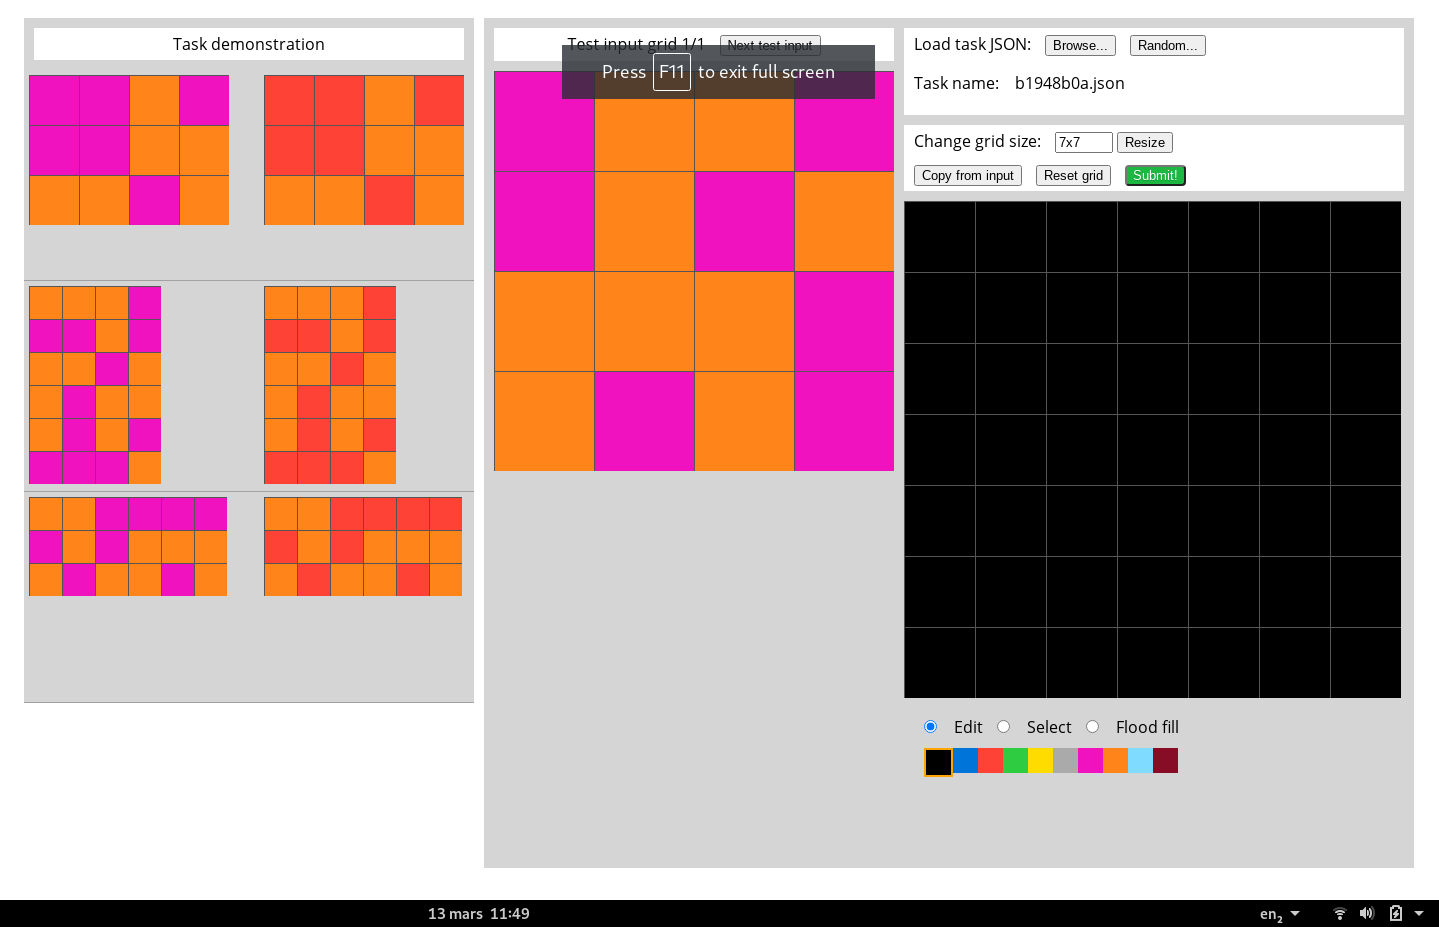 Task demonstration
Test input grid 1/1 Next test input
Press F11 to exit full screen
Load task JSON: Browse... Random...
Task name: b1948b0a.json
Change grid size: 7x7 Resize
Copy from input Reset grid Submit!
Edit Select Flood fill
13 mars 11:49
en2